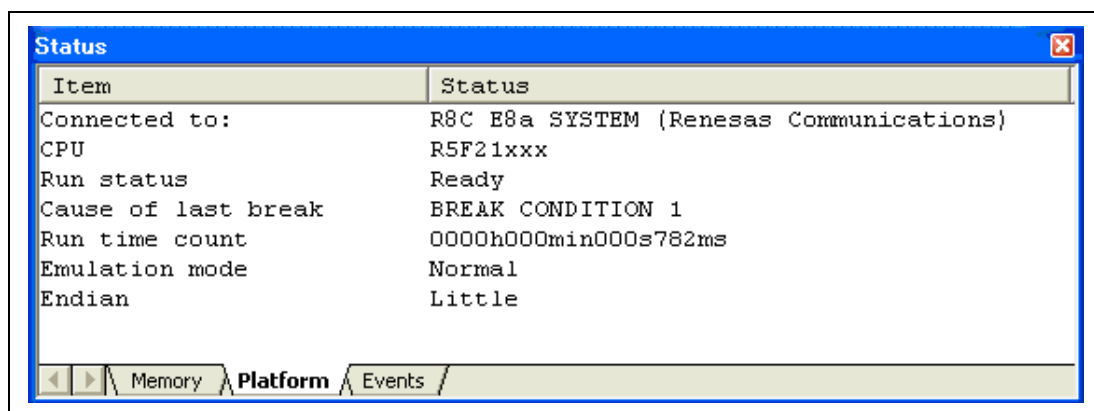 Status
Item Status
Connected to: R8C E8a SYSTEM (Renesas Communications)
CPU R5F21xxx
Run status Ready
Cause of last break BREAK CONDITION 1
Run time count 0000h000min000s782ms
Emulation mode Normal
Endian Little
Memory Platform Events